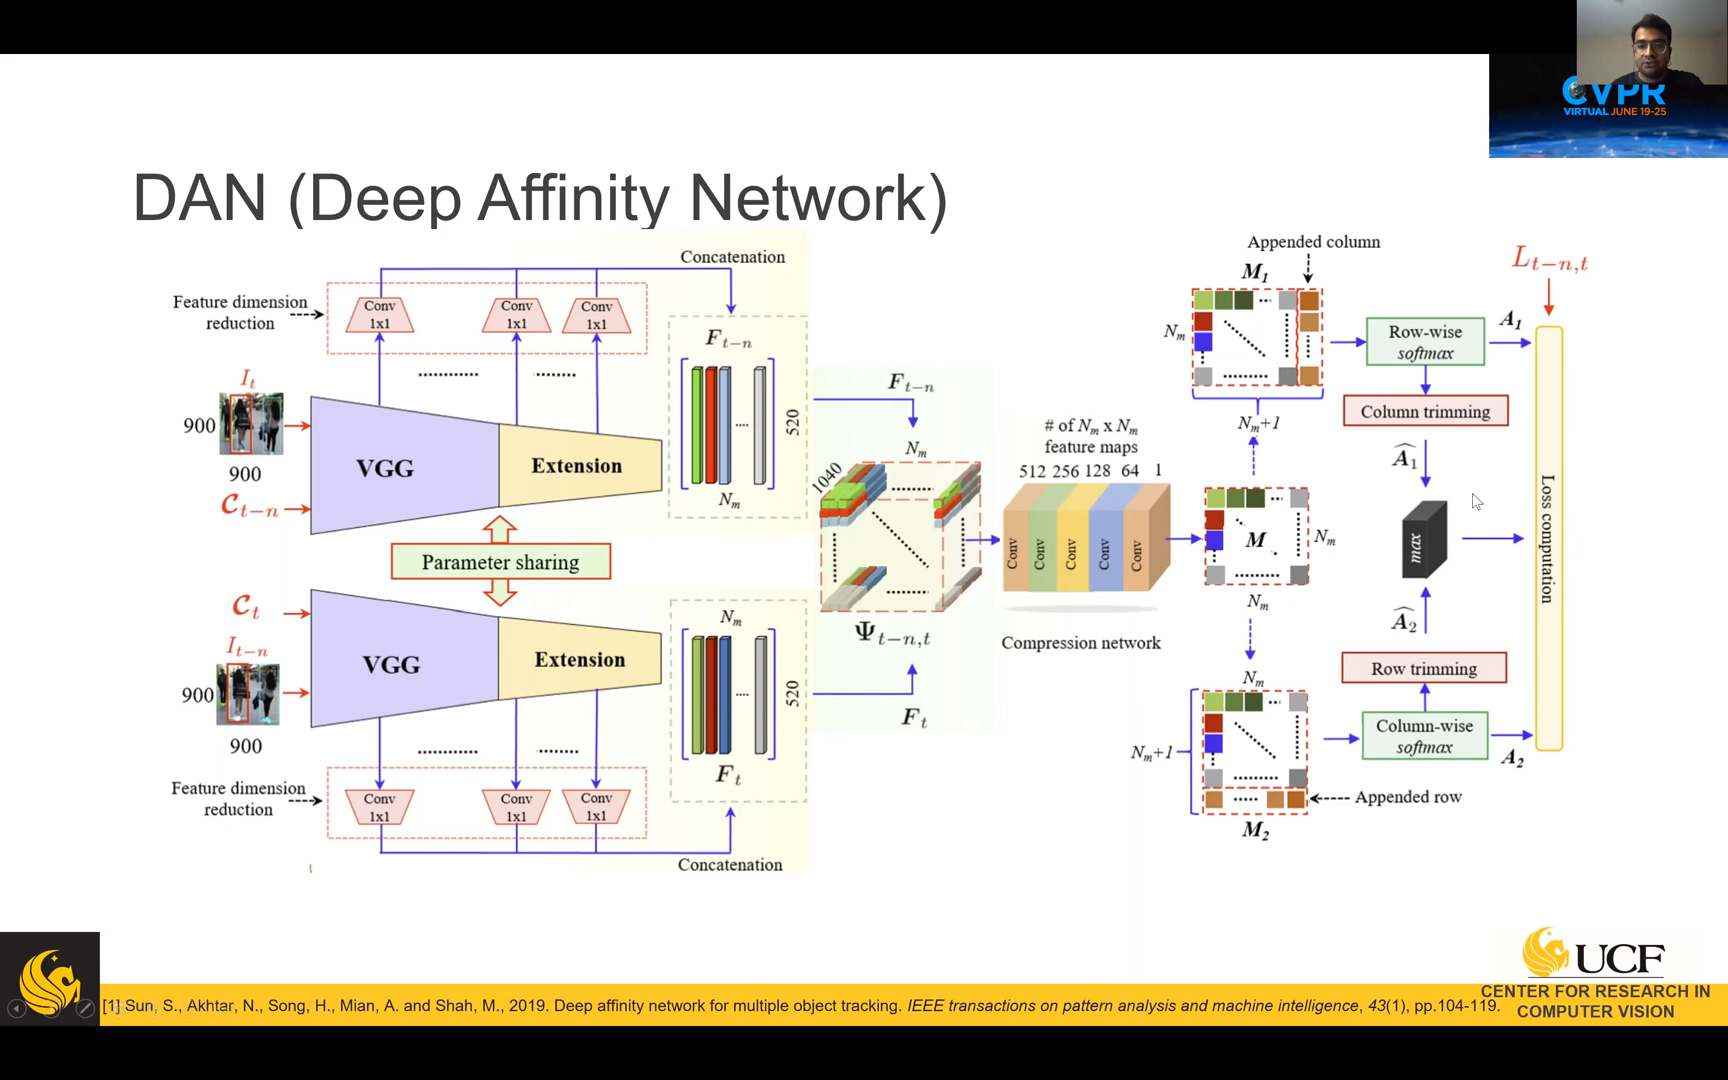 CVPR
VIRTUAL JUNE 19-25
DAN (Deep Affinity Network)
Concatenation
Feature dimension
reduction
Conv
1x1
Conv
1x1
Conv
1x1
I_t
900
900
C_{t-n}
VGG
Extension
F_{t-n}
520
N_m
Parameter sharing
C_t
I_{t-n}
900
900
VGG
Extension
N_m
520
F_t
Feature dimension
reduction
Conv
1x1
Conv
1x1
Conv
1x1
Concatenation
F_{t-n}
N_m
1040
Ψ_{t-n,t}
F_t
# of N_m x N_m
feature maps
512 256 128 64 1
Conv
Conv
Conv
Conv
Conv
Compression network
Appended column
M_1
N_m
N_m+1
M
N_m
N_m
N_m
N_m+1
Appended row
M_2
L_{t-n,t}
Row-wise
softmax
A_1
Column trimming
Â_1
max
Â_2
Row trimming
Column-wise
softmax
A_2
Loss computation
UCF
CENTER FOR RESEARCH IN
COMPUTER VISION
[1] Sun, S., Akhtar, N., Song, H., Mian, A. and Shah, M., 2019. Deep affinity network for multiple object tracking. IEEE transactions on pattern analysis and machine intelligence, 43(1), pp.104-119.